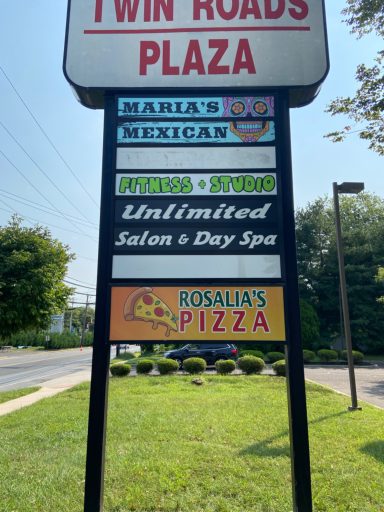 TWIN ROADS
PLAZA
MARIA'S
MEXICAN
FITNESS + STUDIO
Unlimited
Salon & Day Spa
ROSALIA'S
PIZZA